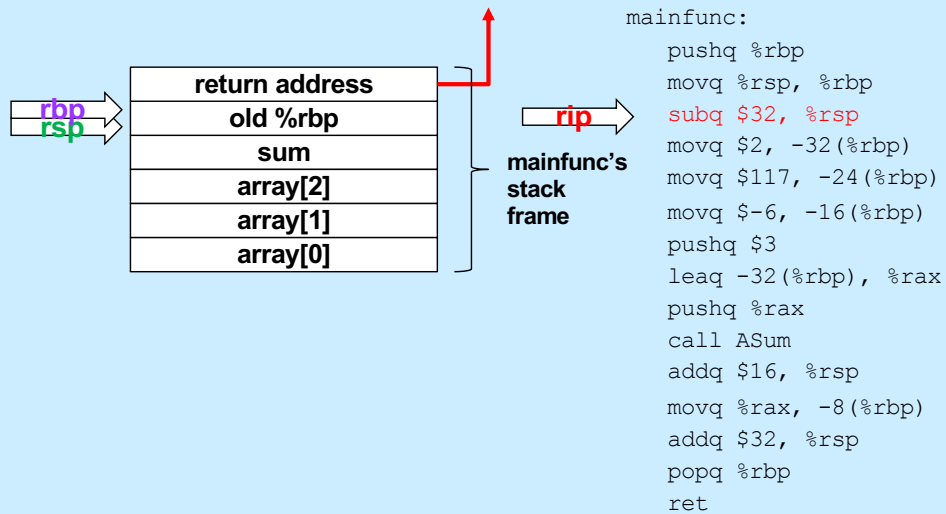 return address
rbp
rsp
old %rbp
sum
array[2]
array[1]
array[0]
mainfunc's
stack
frame
rip
mainfunc:
pushq %rbp
movq %rsp, %rbp
subq $32, %rsp
movq $2, -32(%rbp)
movq $117, -24(%rbp)
movq $-6, -16(%rbp)
pushq $3
leaq -32(%rbp), %rax
pushq %rax
call ASum
addq $16, %rsp
movq %rax, -8(%rbp)
addq $32, %rsp
popq %rbp
ret